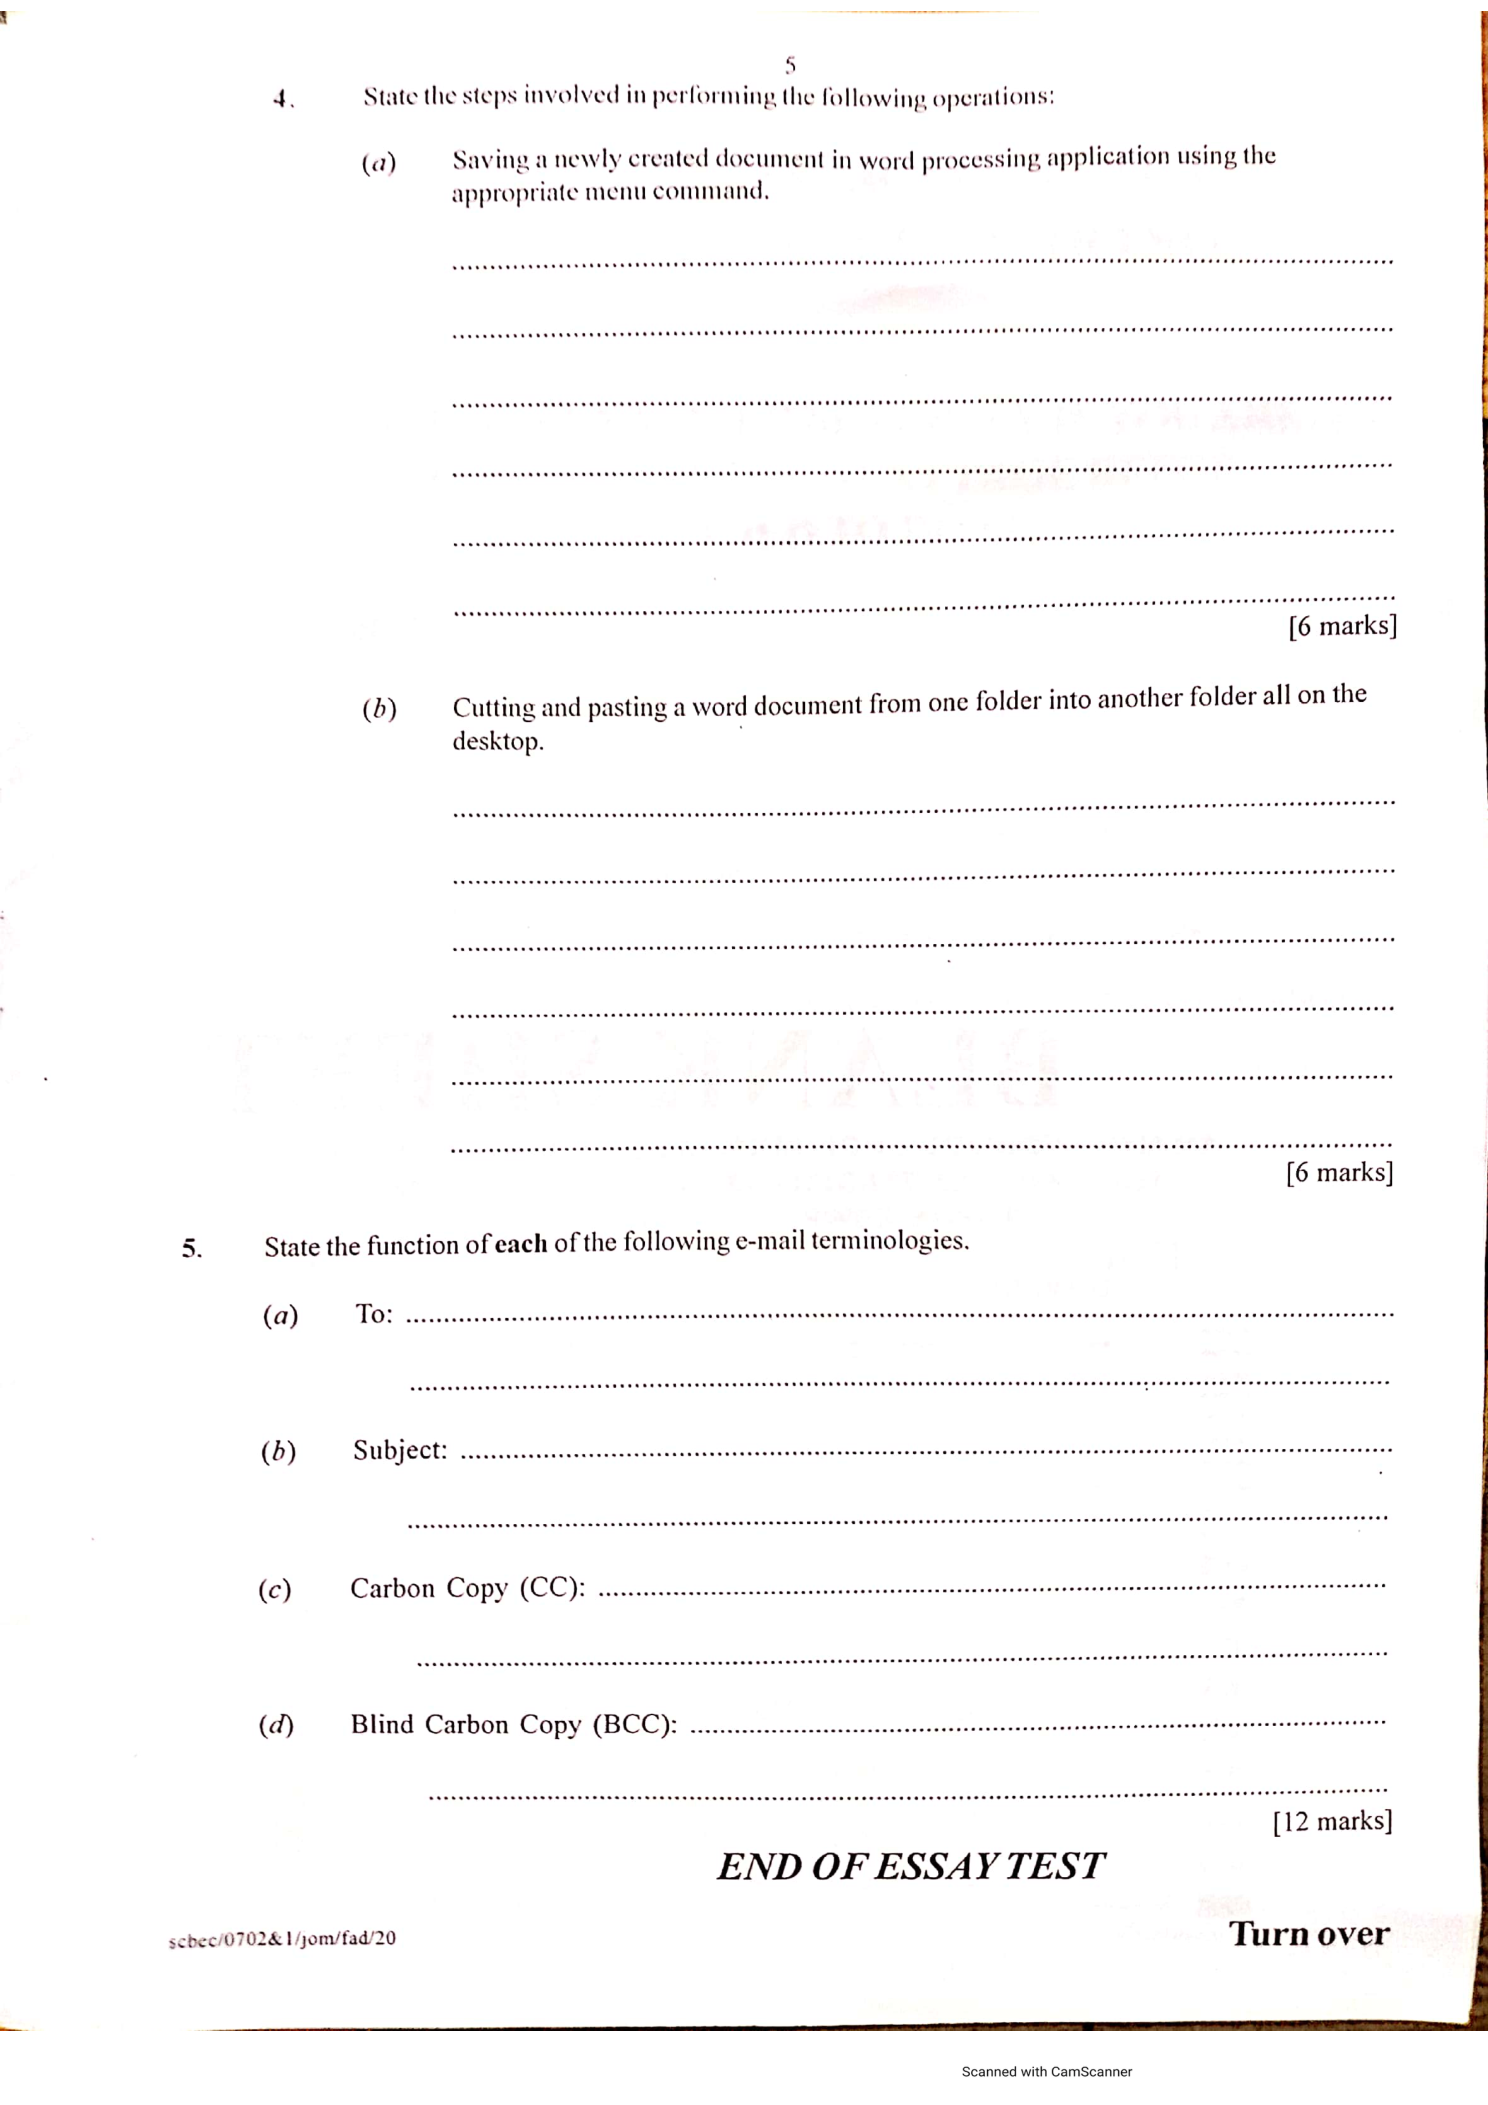 5
4. State the steps involved in performing the following operations:
(a) Saving a newly created document in word processing application using the
appropriate menu command.
[6 marks]
(b) Cutting and pasting a word document from one folder into another folder all on the
desktop.
[6 marks]
5. State the function of each of the following e-mail terminologies.
(a) To:
(b) Subject:
(c) Carbon Copy (CC):
(d) Blind Carbon Copy (BCC):
[12 marks]
END OF ESSAY TEST
scbec/0702&1/jom/fad/20
Turn over
Scanned with CamScanner